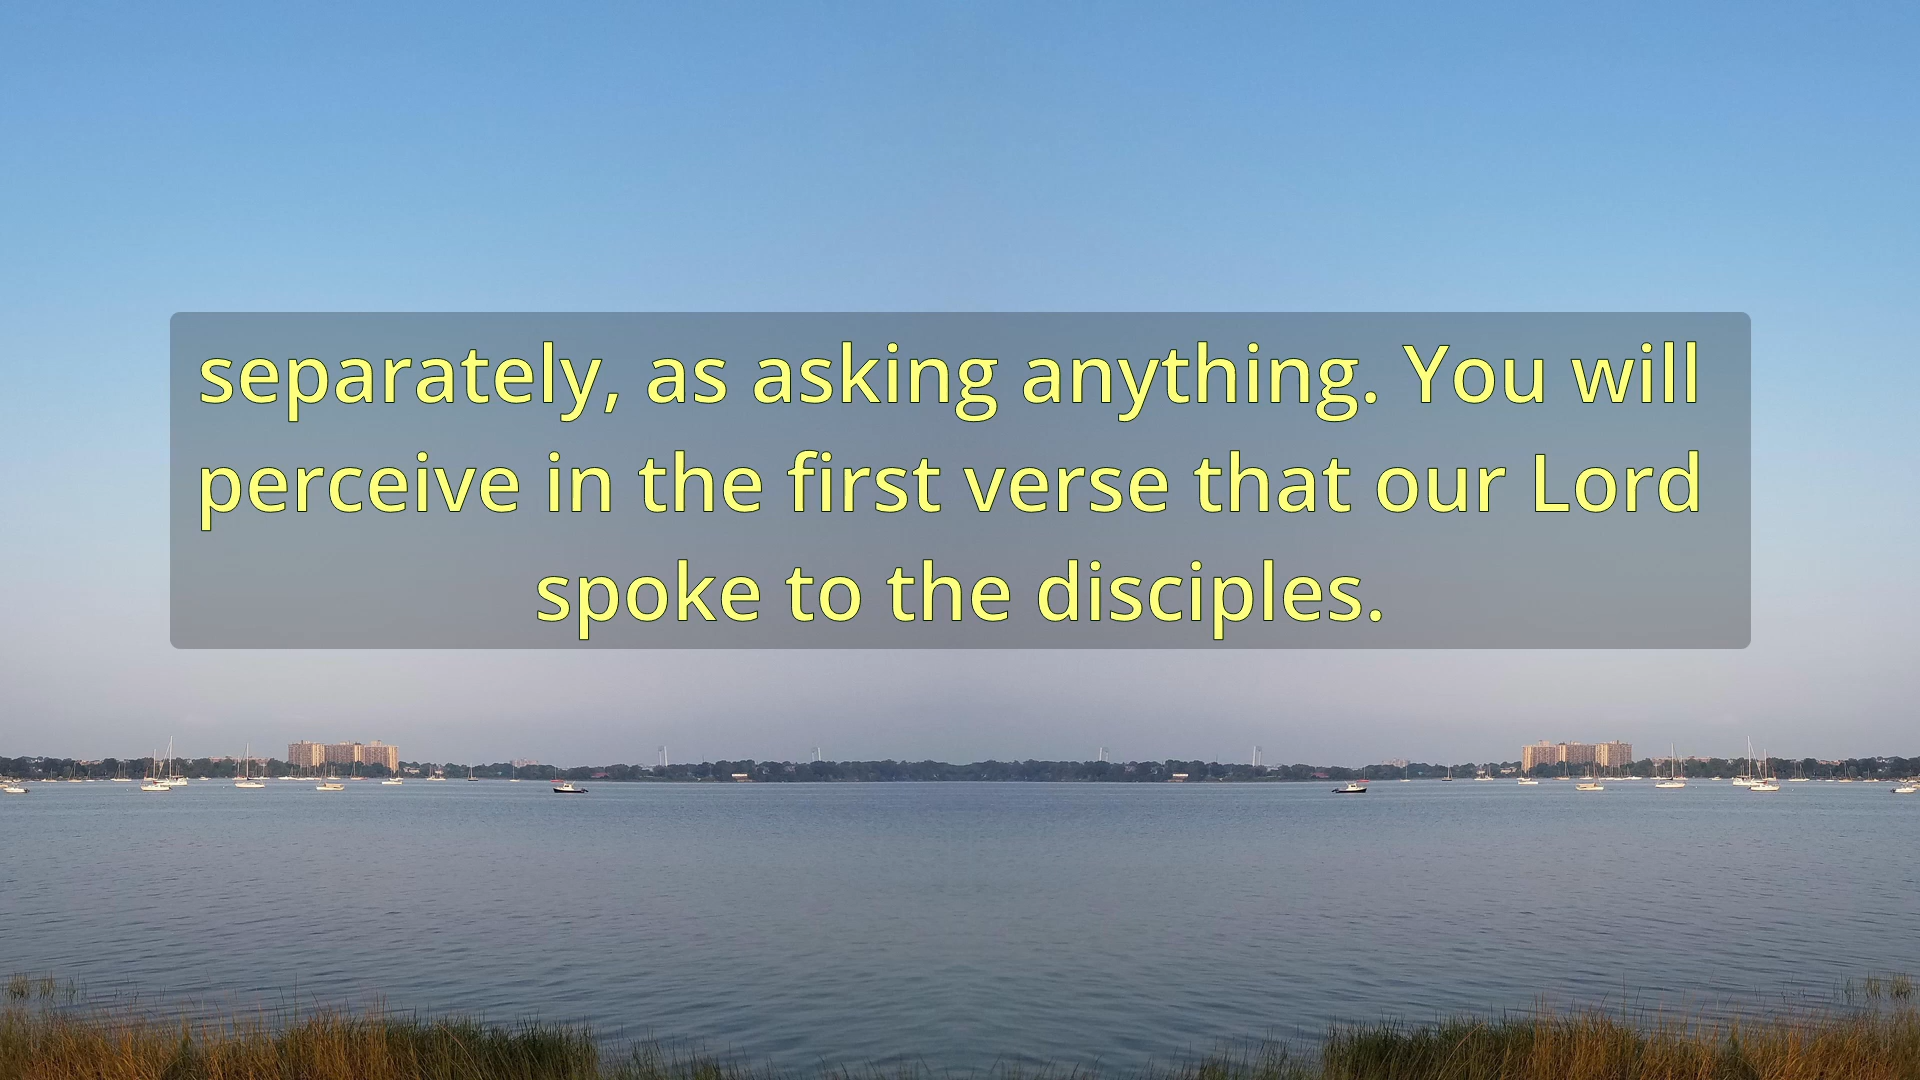 separately, as asking anything. You will
perceive in the first verse that our Lord
spoke to the disciples.